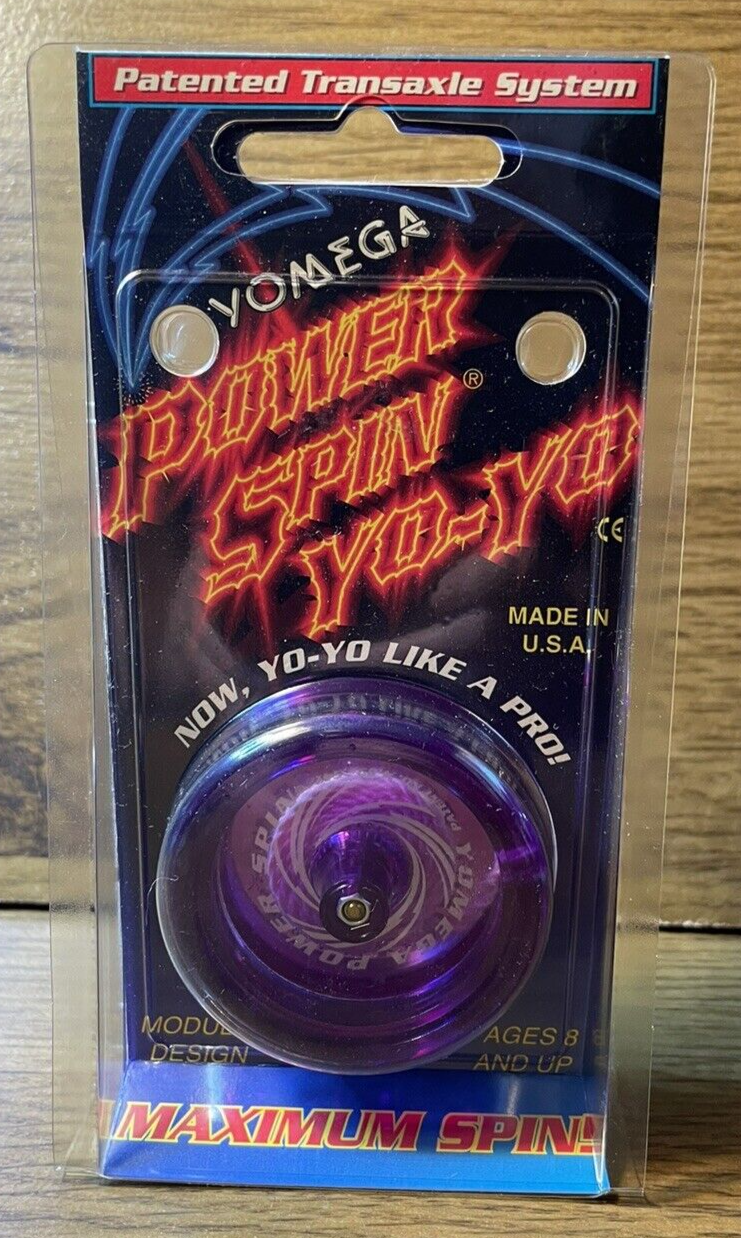 Patented Transaxle System
YOMEGA
POWER
SPIN ®
YO-YO
CE
MADE IN
U.S.A.
NOW, YO-YO LIKE A PRO!
YOMEGA POWER SPIN
DESIGN
AGES 8
AND UP
MAXIMUM SPIN!